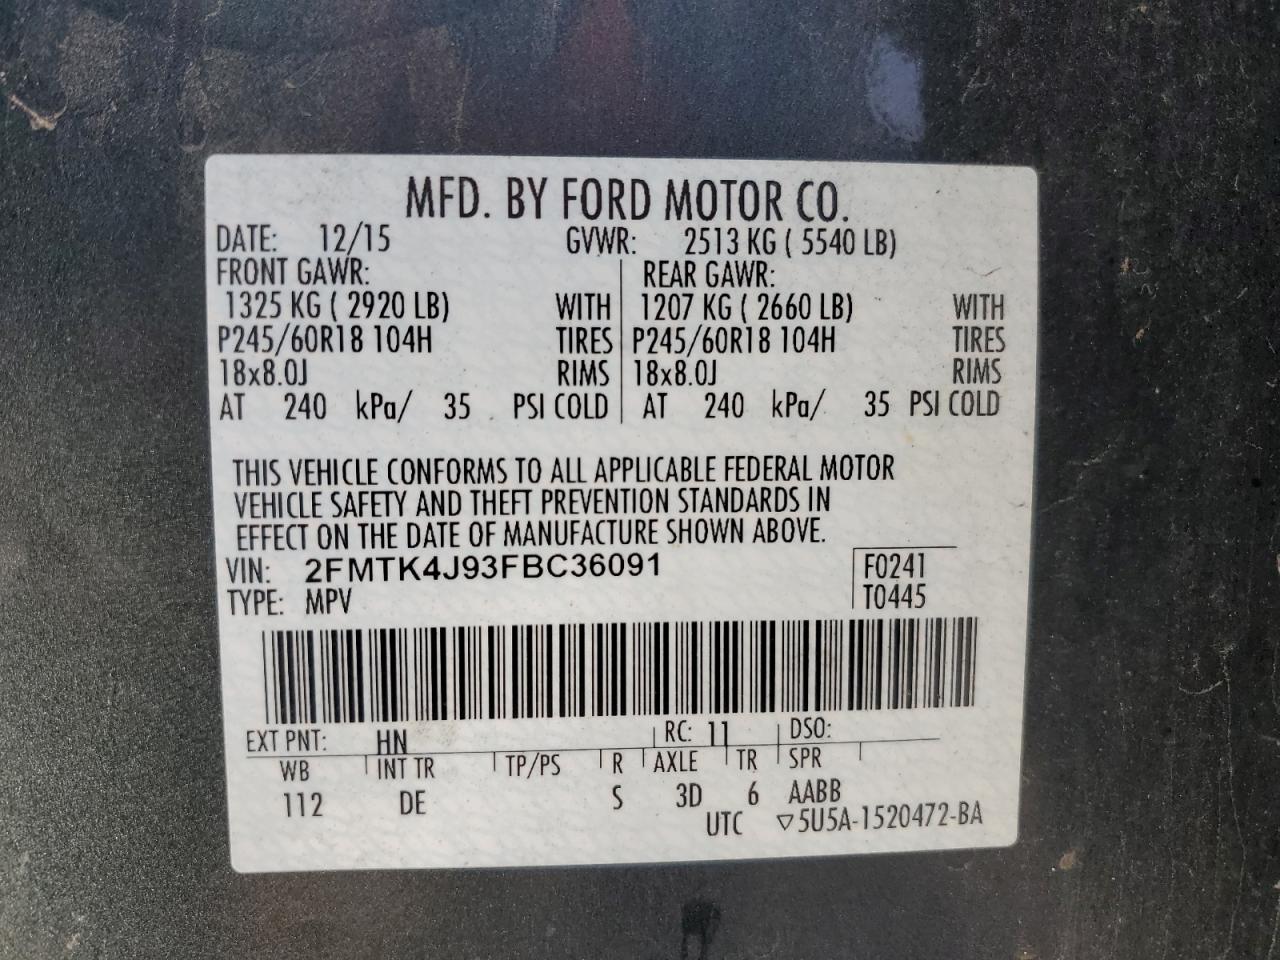 MFD. BY FORD MOTOR CO.
DATE: 12/15 GVWR: 2513 KG ( 5540 LB)
FRONT GAWR: REAR GAWR:
1325 KG ( 2920 LB) WITH 1207 KG ( 2660 LB) WITH
P245/60R18 104H TIRES P245/60R18 104H TIRES
18x8.0J RIMS 18x8.0J RIMS
AT 240 kPa/ 35 PSI COLD AT 240 kPa/ 35 PSI COLD
THIS VEHICLE CONFORMS TO ALL APPLICABLE FEDERAL MOTOR
VEHICLE SAFETY AND THEFT PREVENTION STANDARDS IN
EFFECT ON THE DATE OF MANUFACTURE SHOWN ABOVE.
VIN: 2FMTK4J93FBC36091 F0241
TYPE: MPV T0445
EXT PNT: HN RC: 11 DSO:
WB INT TR TP/PS R AXLE TR SPR
112 DE S 3D 6 AABB
UTC ▽5U5A-1520472-BA